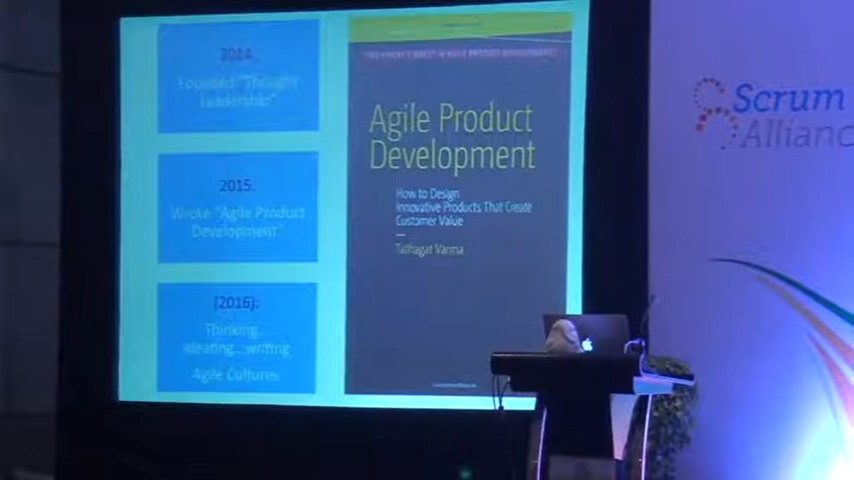 2014.
Founded "Thought
Leadership"
2015.
Wrote "Agile Product
Development"
(2016):
Thinking...
ideating...writing
Agile Cultures
Agile Product
Development
How to Design
Innovative Products That Create
Customer Value
Tathagat Varma
Scrum
Alliance